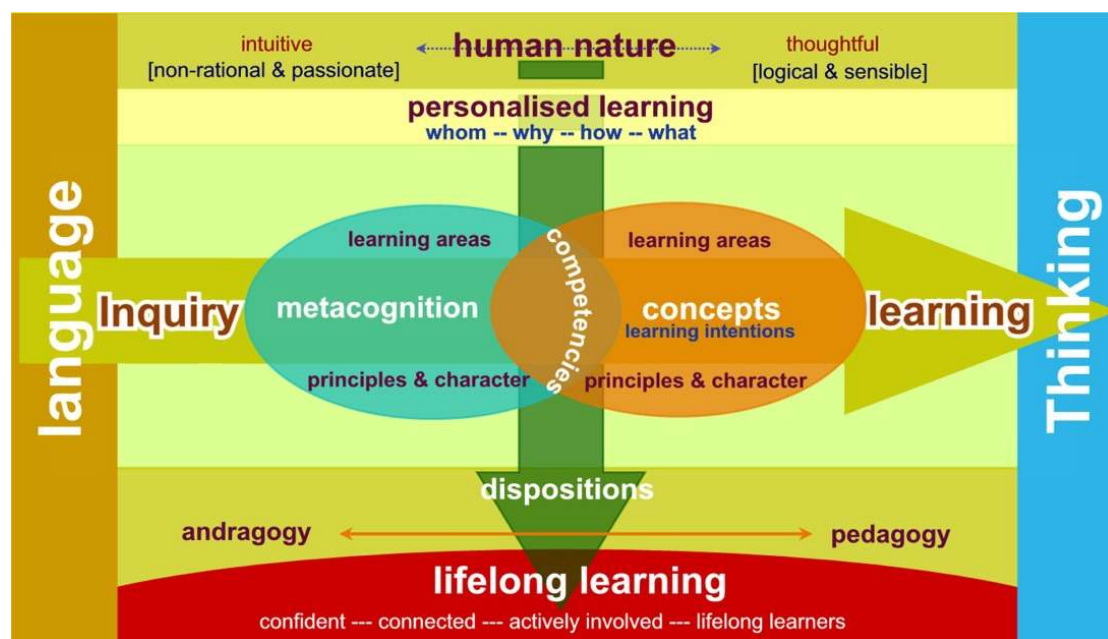 human nature
intuitive
thoughtful
[non-rational & passionate]
[logical & sensible]
personalised learning
whom -- why -- how -- what
language
Thinking
learning areas
learning areas
competencies
Inquiry
metacognition
concepts
learning
learning intentions
principles & character
principles & character
dispositions
andragogy
pedagogy
lifelong learning
confident --- connected --- actively involved --- lifelong learners